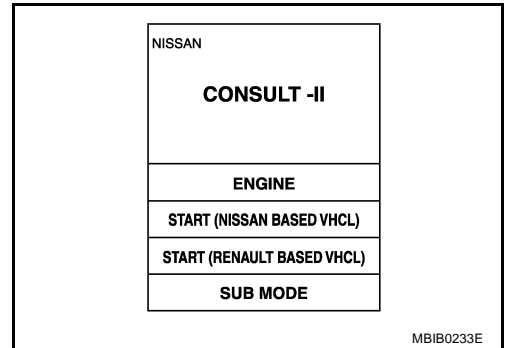 NISSAN
CONSULT -II
ENGINE
START (NISSAN BASED VHCL)
START (RENAULT BASED VHCL)
SUB MODE
MBIB0233E